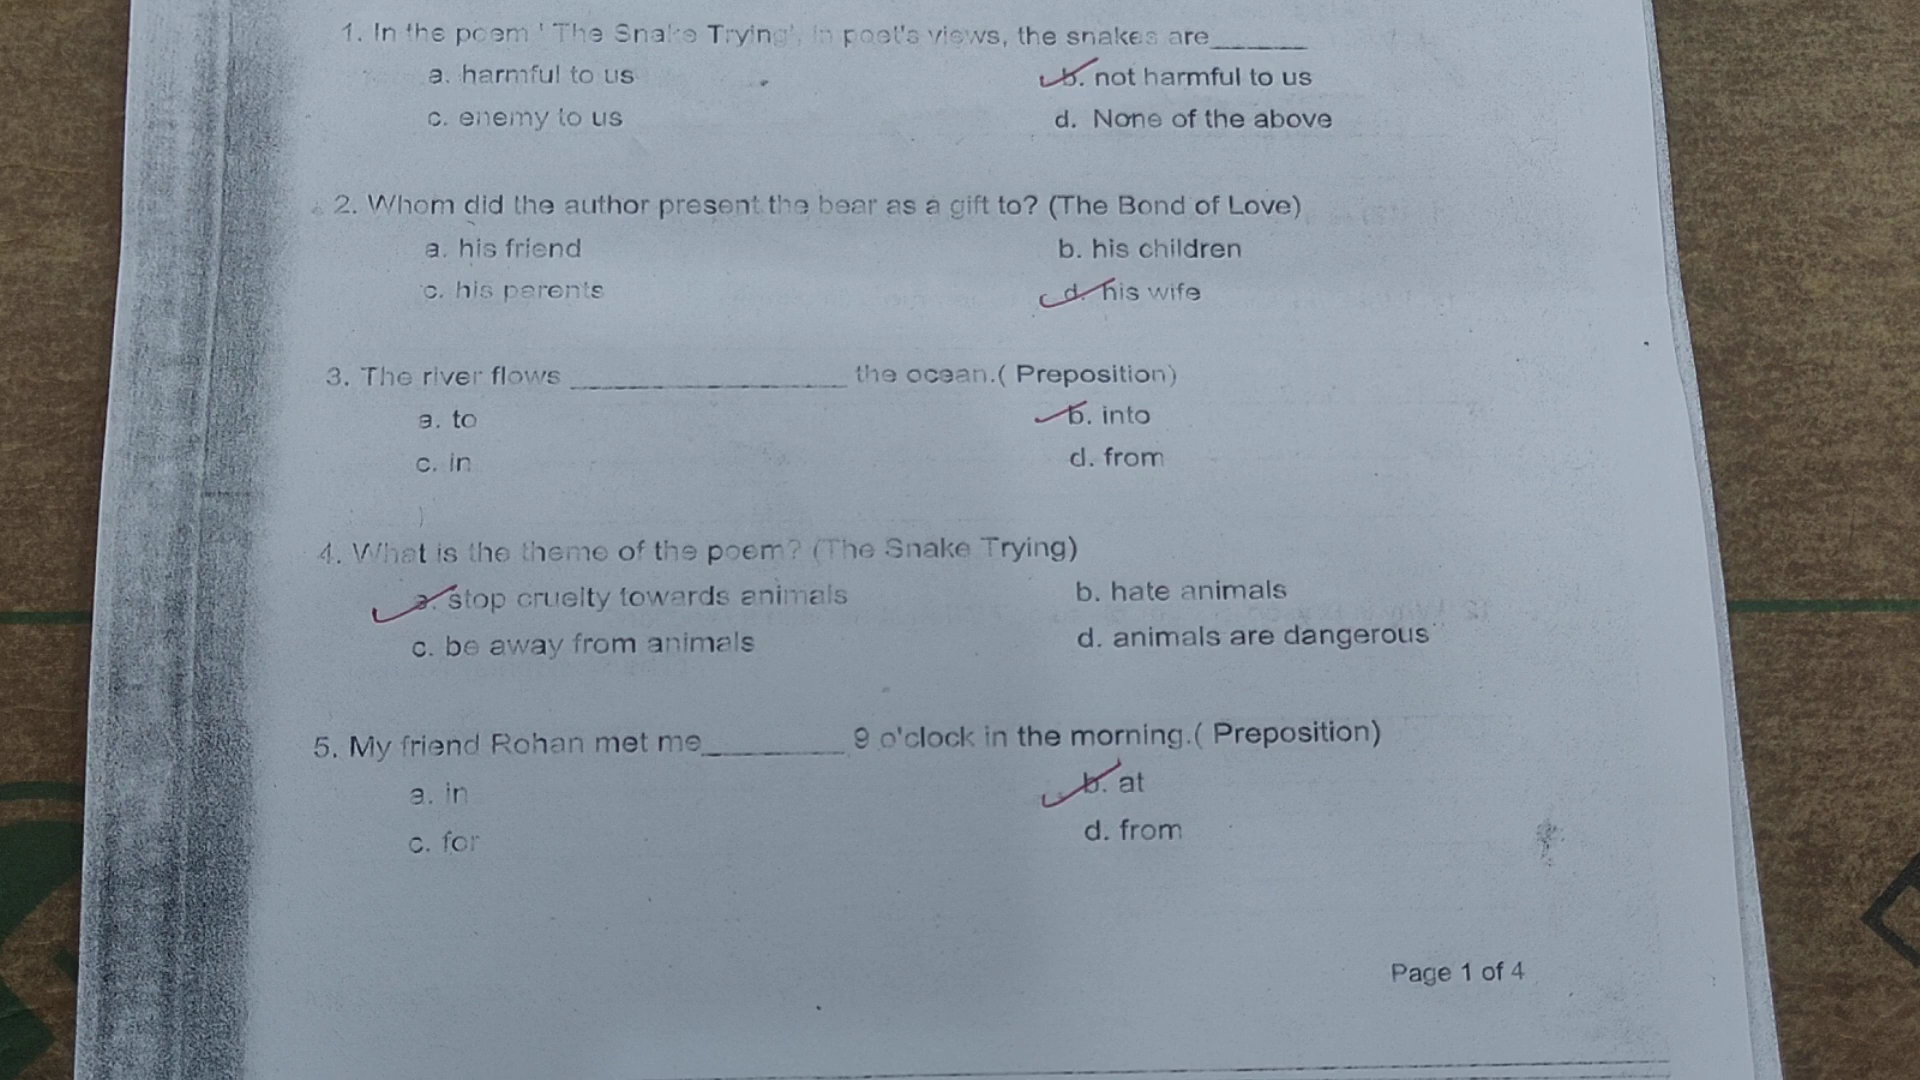 1. In the poem 'The Snake Trying', in poet's views, the snakes are______
a. harmful to us
b. not harmful to us
c. enemy to us
d. None of the above
2. Whom did the author present the bear as a gift to? (The Bond of Love)
a. his friend
b. his children
c. his parents
d. his wife
3. The river flows ________________ the ocean.( Preposition)
a. to
b. into
c. in
d. from
4. What is the theme of the poem? (The Snake Trying)
a. stop cruelty towards animals
b. hate animals
c. be away from animals
d. animals are dangerous
5. My friend Rohan met me________ 9 o'clock in the morning.( Preposition)
a. in
b. at
c. for
d. from
Page 1 of 4